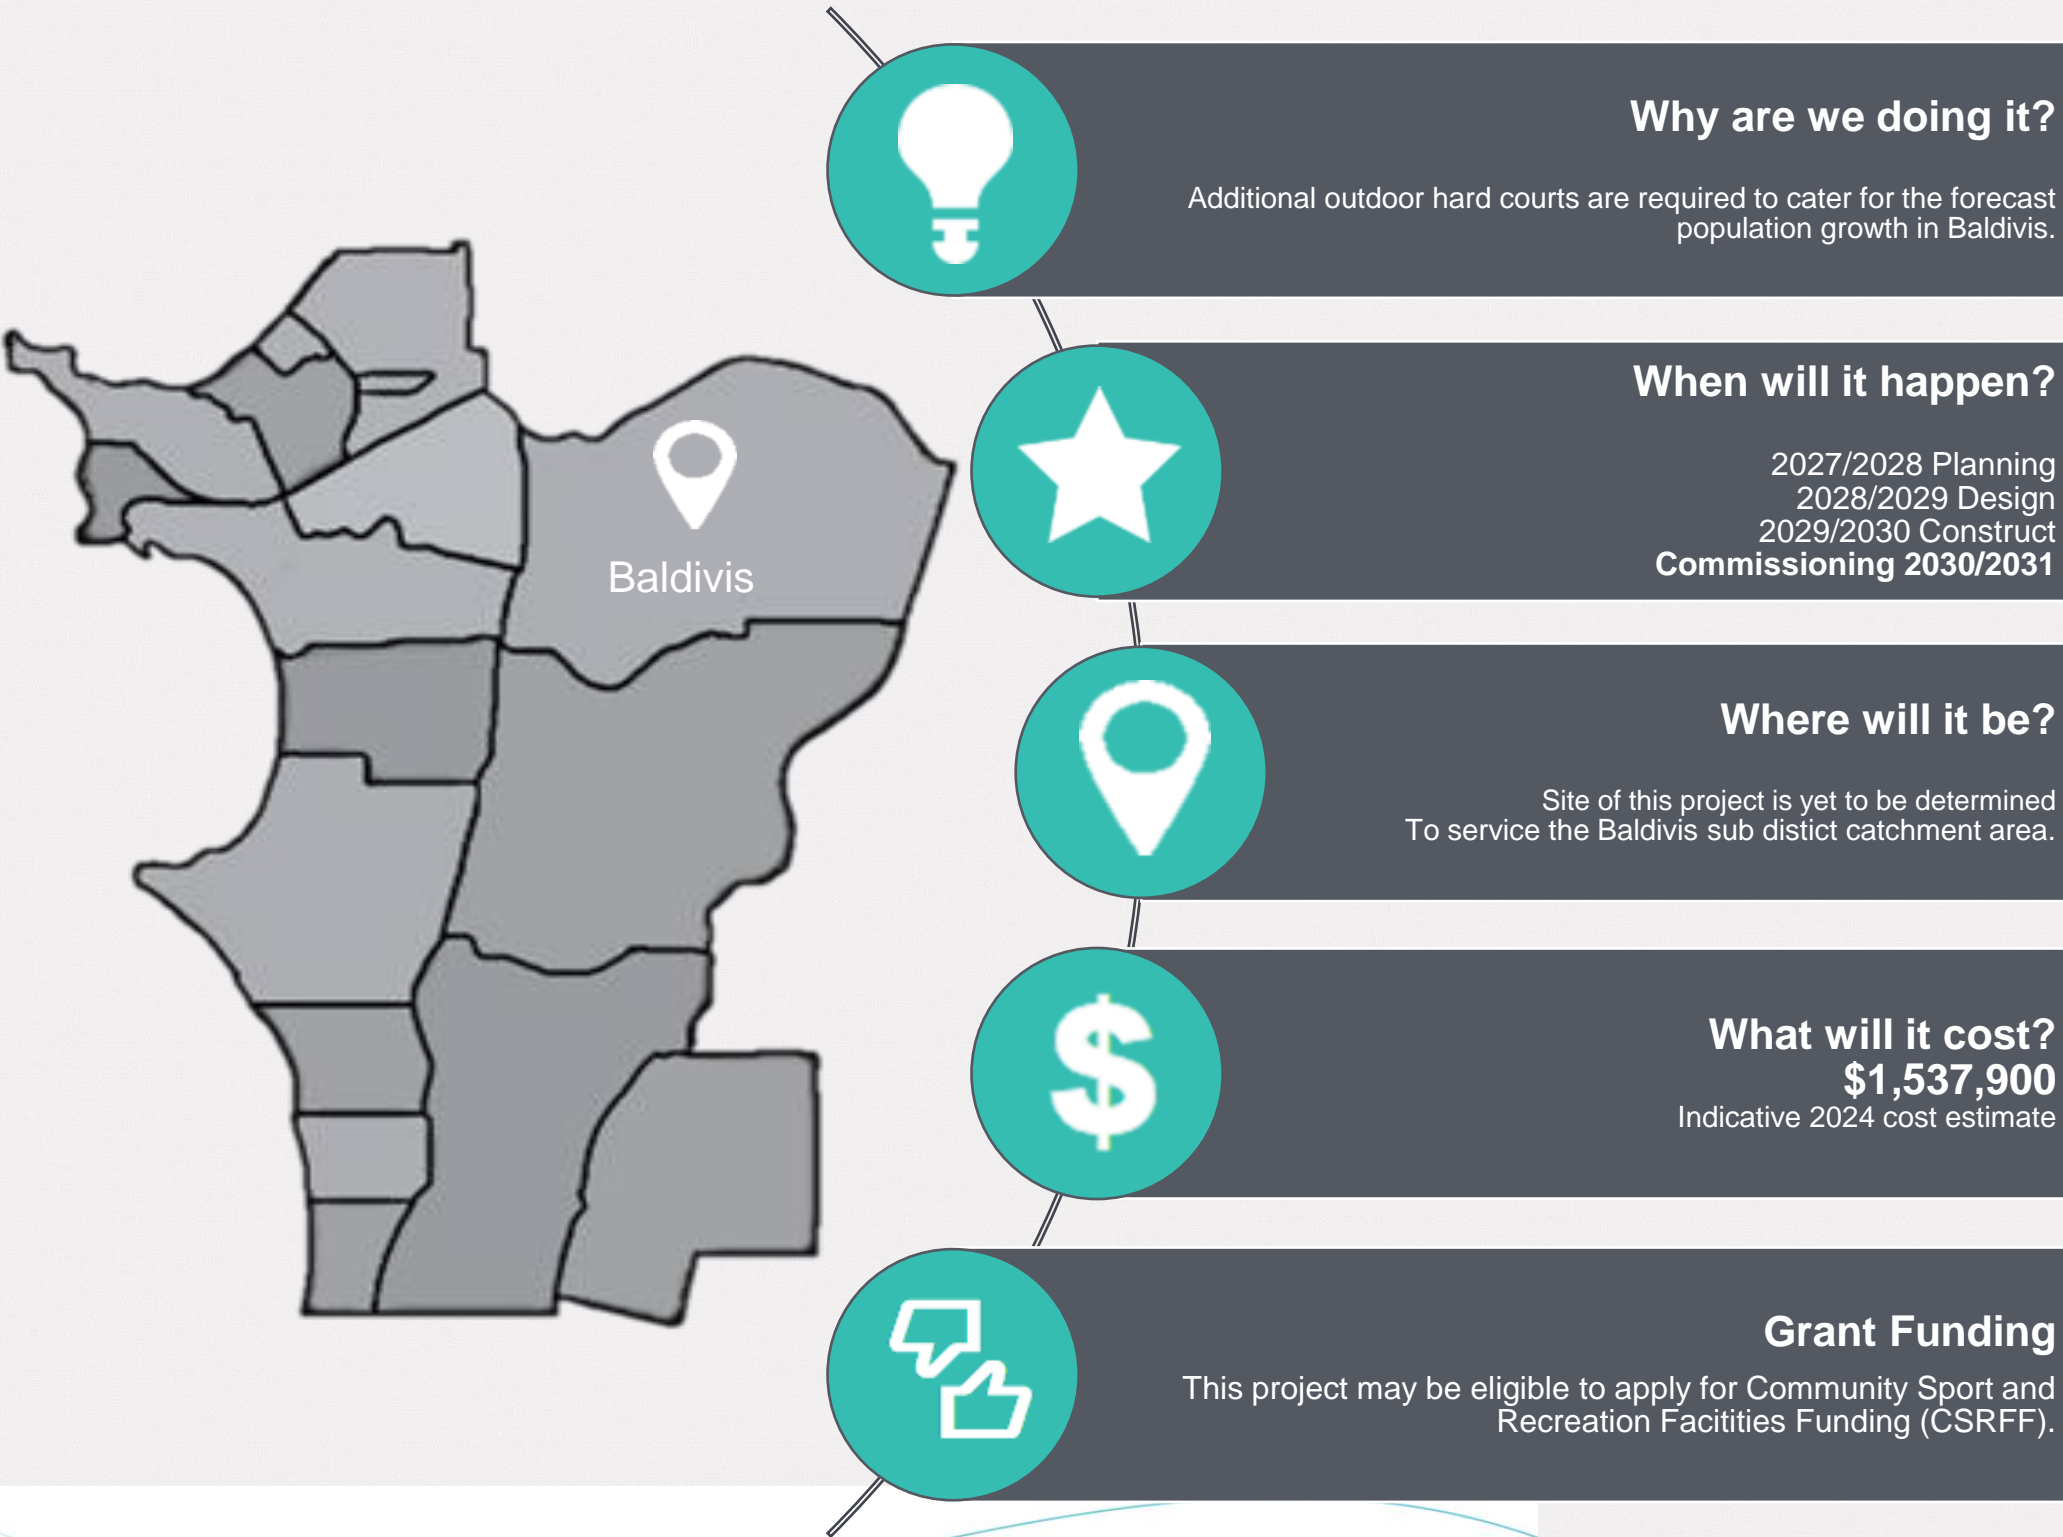 Why are we doing it?
Additional outdoor hard courts are required to cater for the forecast
population growth in Baldivis.
When will it happen?
2027/2028 Planning
2028/2029 Design
2029/2030 Construct
Commissioning 2030/2031
Baldivis
Where will it be?
Site of this project is yet to be determined
To service the Baldivis sub distict catchment area.
What will it cost?
$1,537,900
Indicative 2024 cost estimate
Grant Funding
This project may be eligible to apply for Community Sport and
Recreation Facitities Funding (CSRFF).